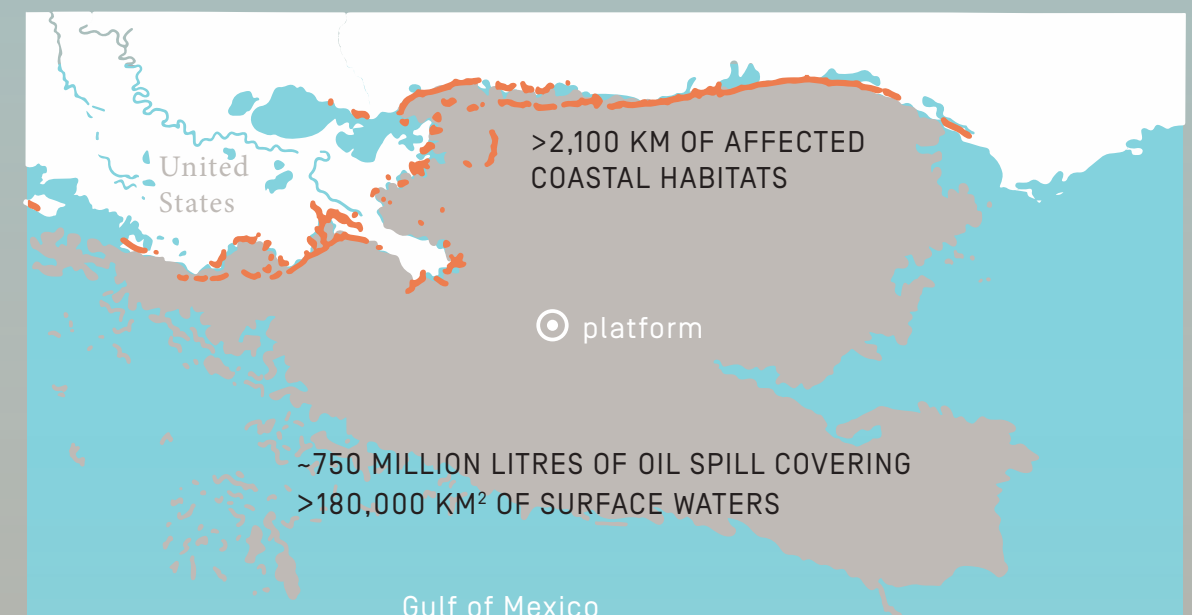 >2,100 KM OF AFFECTED
COASTAL HABITATS
United
States
platform
~750 MILLION LITRES OF OIL SPILL COVERING
>180,000 KM² OF SURFACE WATERS
Gulf of Mexico